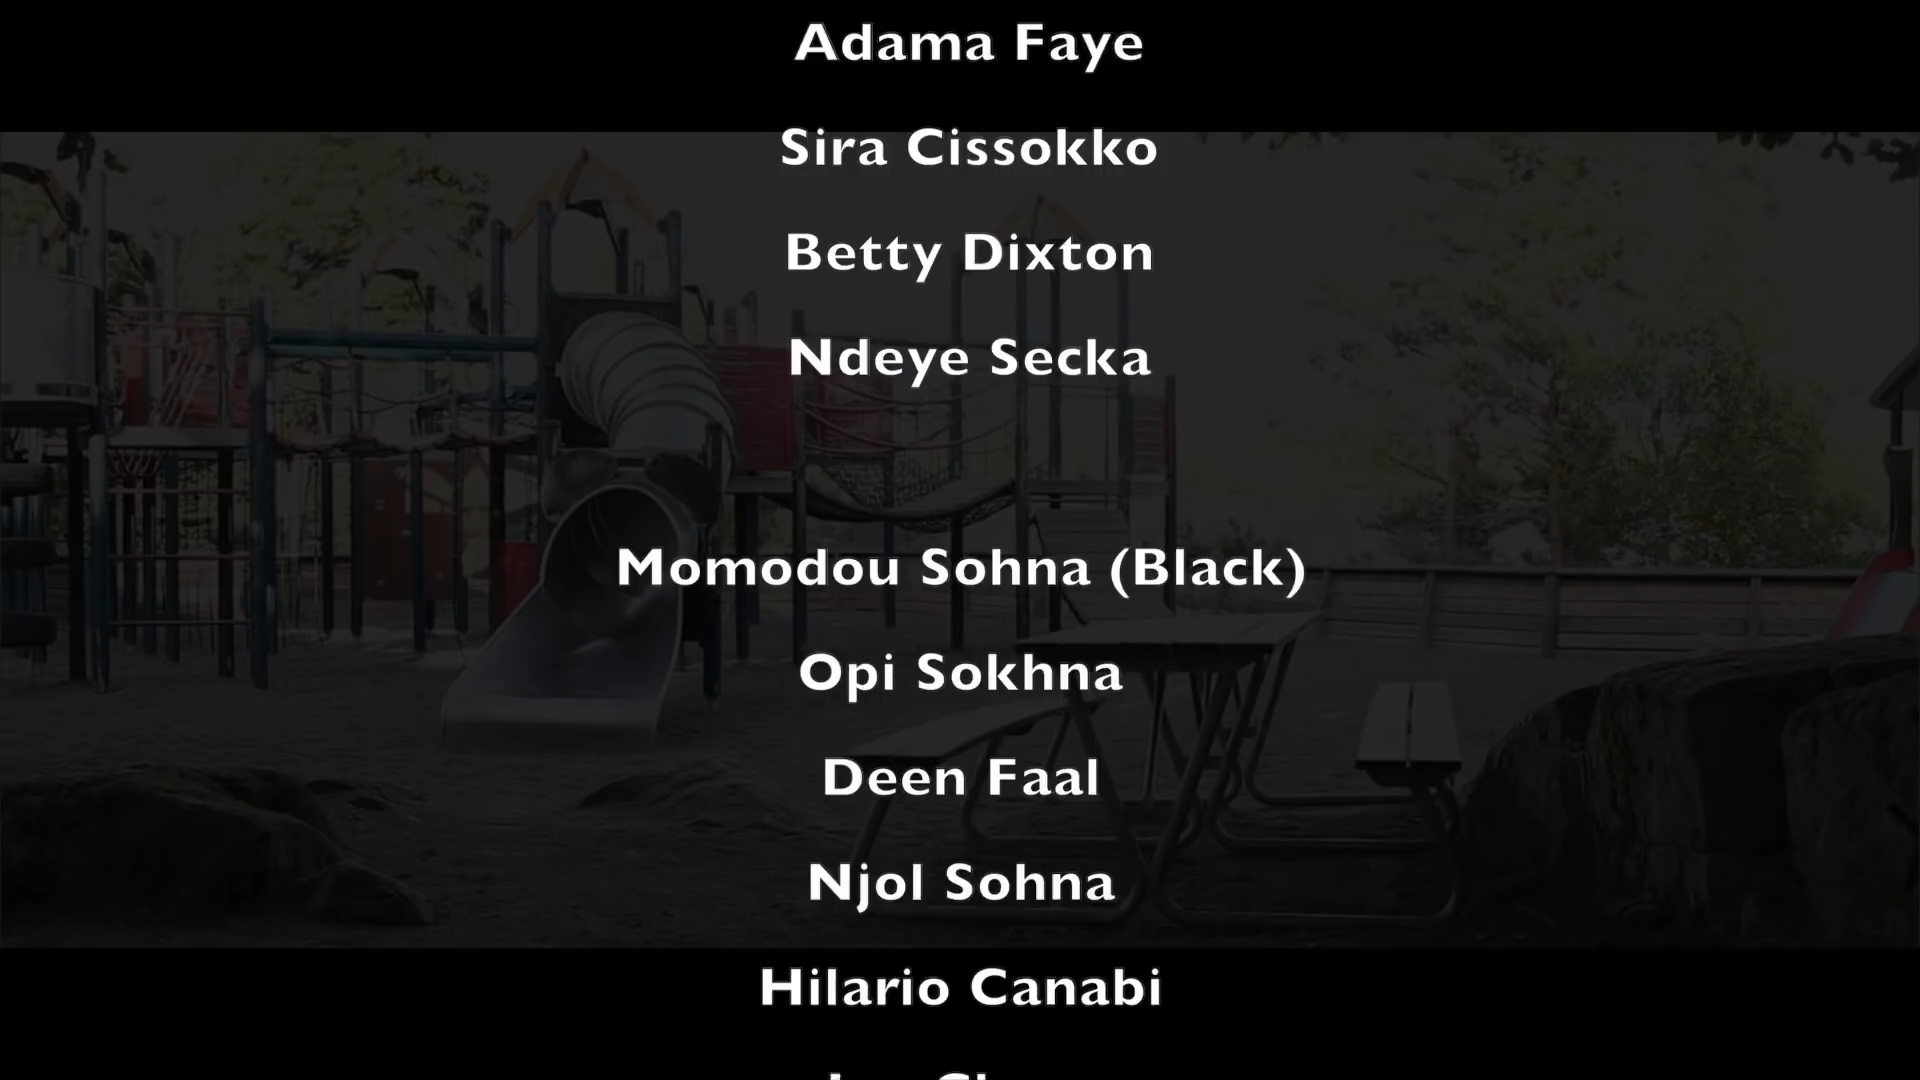 Adama Faye
Sira Cissokko
Betty Dixton
Ndeye Secka
Momodou Sohna (Black)
Opi Sokhna
Deen Faal
Njol Sohna
Hilario Canabi